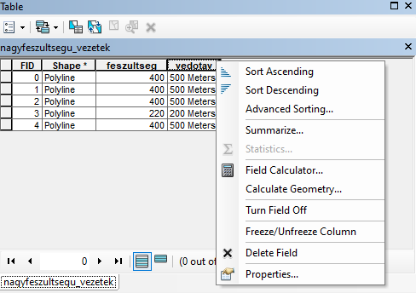 Table
nagyfeszultsegu_vezetek
FID Shape * feszultseg vedotav
0 Polyline 400 500 Meters
1 Polyline 400 500 Meters
2 Polyline 400 500 Meters
3 Polyline 220 200 Meters
4 Polyline 400 500 Meters
Sort Ascending
Sort Descending
Advanced Sorting...
Summarize...
Statistics...
Field Calculator...
Calculate Geometry...
Turn Field Off
Freeze/Unfreeze Column
Delete Field
Properties...
0 (0 out of
nagyfeszultsegu_vezetek